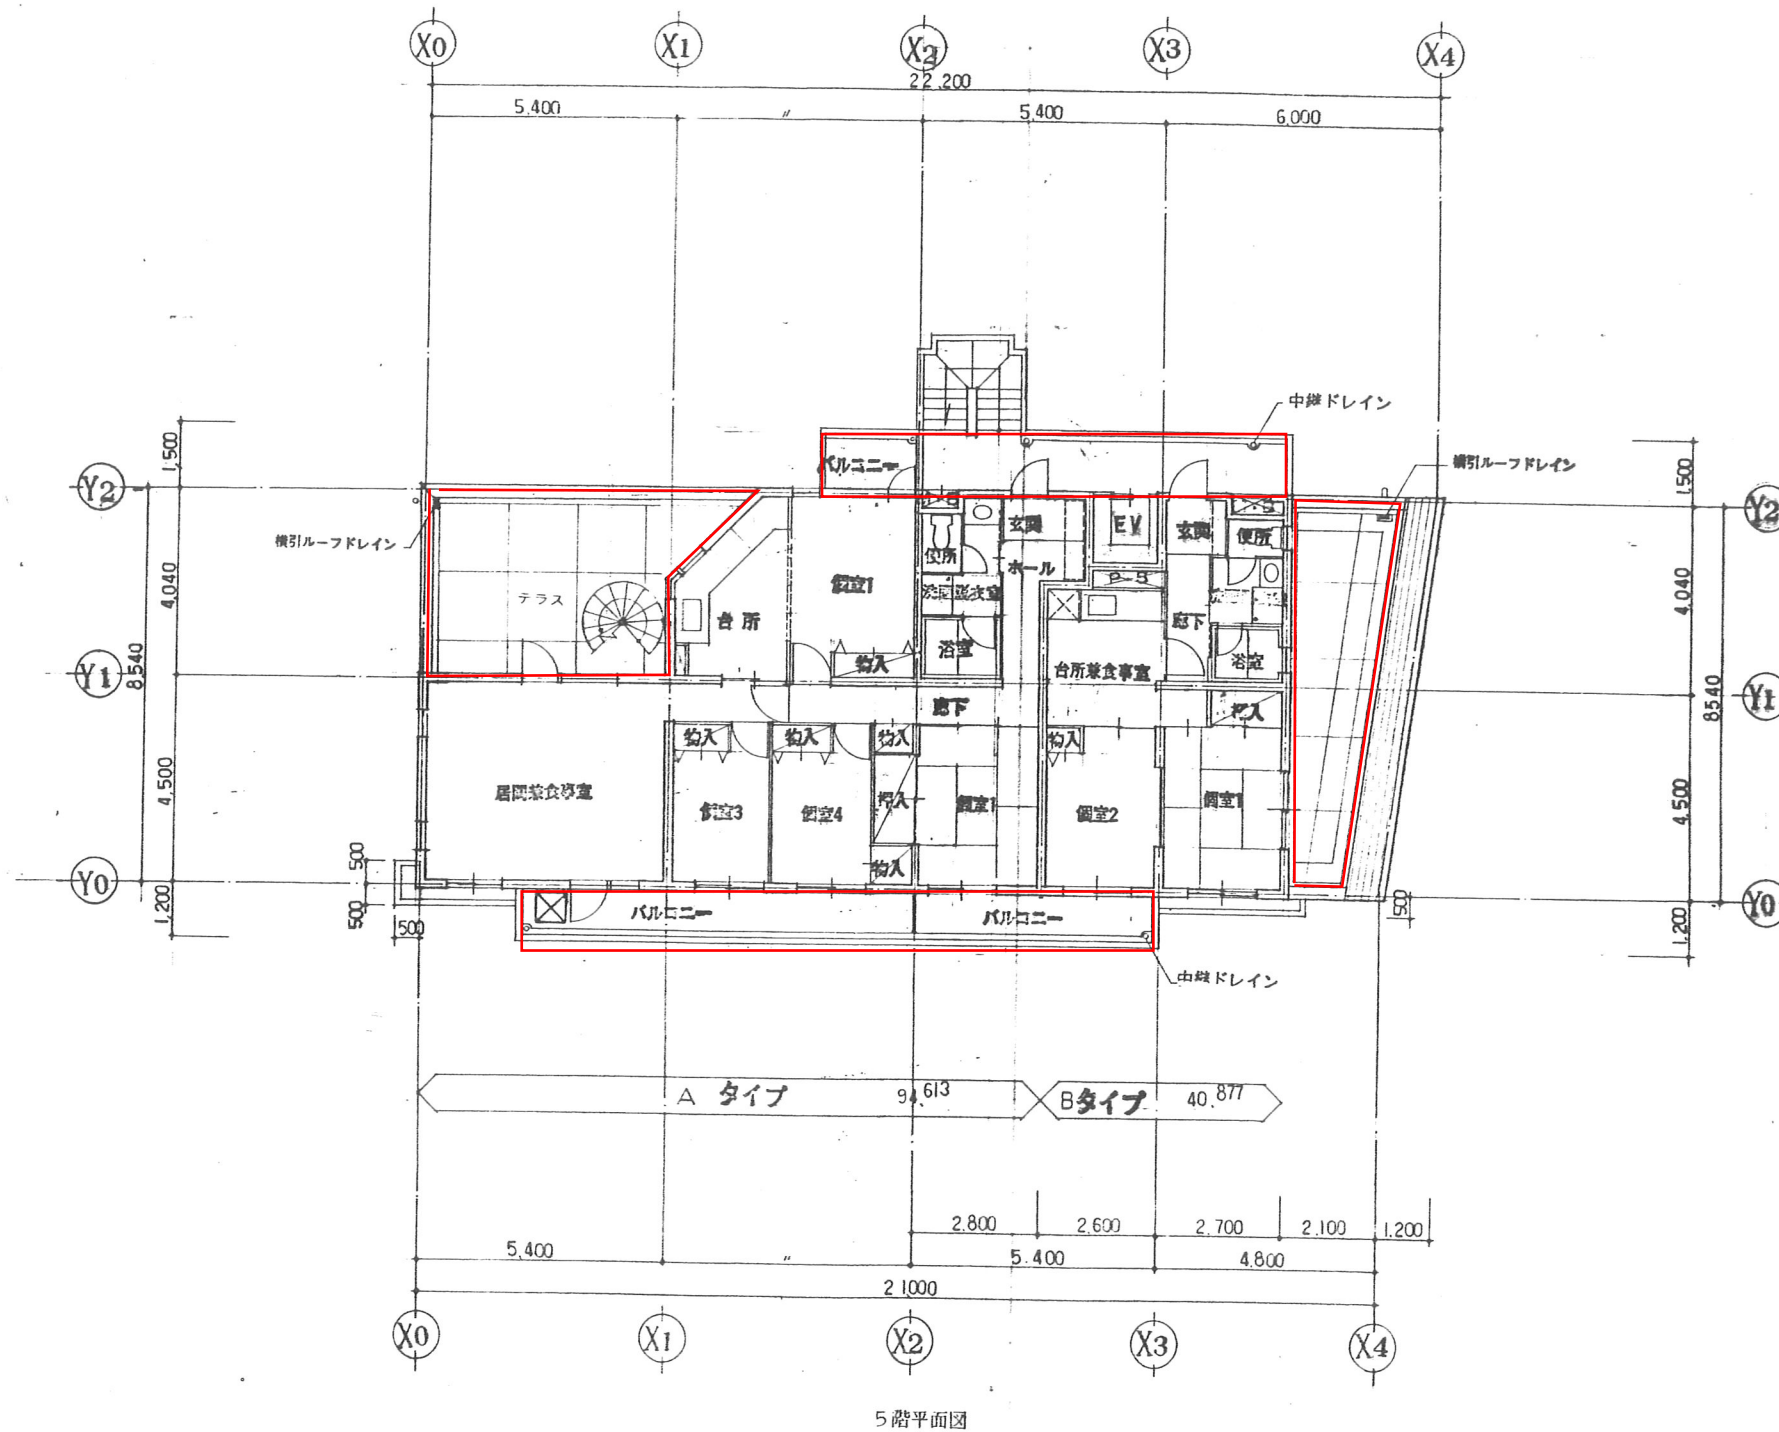 X0 X1 X2 X3 X4
22,200
5,400 〃 5,400 6,000
中継ドレイン
1,500 バルコニー 横引ルーフドレイン 1,500
Y2 Y2
玄関 EV 玄関 便所
横引ルーフドレイン 便所
ホール P.S
4,040 テラス 個室1 4,040
台所 廊下
浴室 浴室
物入 台所兼食事室
Y1 8,540 Y1
廊下 押入 8,540
物入 物入 物入 物入
4,500 居間兼食事室 押入 個室1 個室1 4,500
個室3 個室4 個室2
500 物入
Y0 Y0
1,200 500 バルコニー バルコニー 500 1,200
500
中継ドレイン
A タイプ 94.613 Bタイプ 40.877
2,800 2,600 2,700 2,100 1,200
5,400 〃 5,400 4,800
21,000
X0 X1 X2 X3 X4
5階平面図